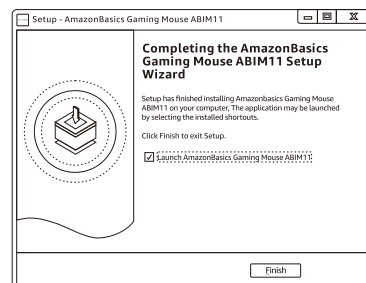 Setup - AmazonBasics Gaming Mouse ABIM11
Completing the AmazonBasics
Gaming Mouse ABIM11 Setup
Wizard
Setup has finished installing Amazonbasics Gaming Mouse
ABIM11 on your computer, The application may be launched
by selecting the installed shortcuts.
Click Finish to exit Setup.
Launch AmazonBasics Gaming Mouse ABIM11
Finish